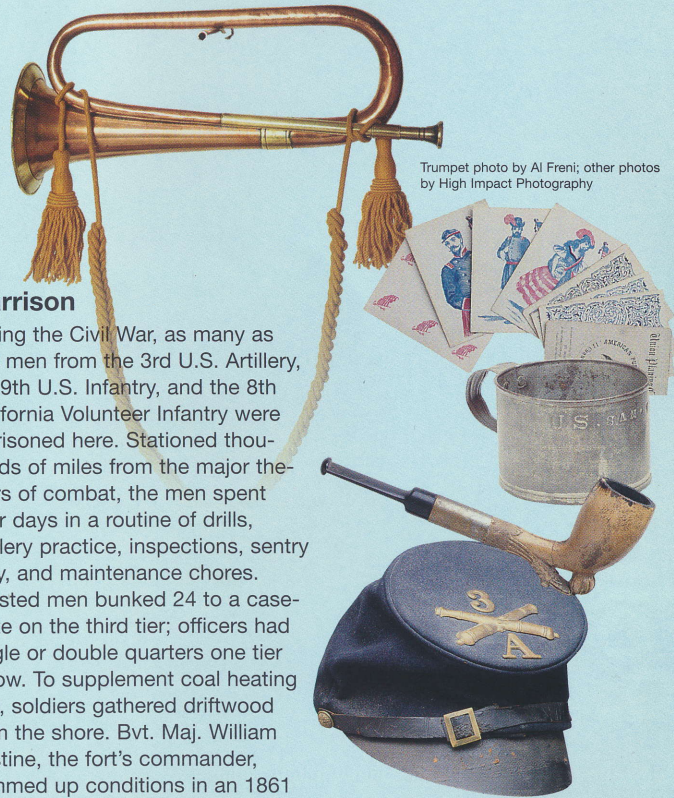 Trumpet photo by Al Freni; other photos
by High Impact Photography
rrison
ing the Civil War, as many as
men from the 3rd U.S. Artillery,
9th U.S. Infantry, and the 8th
ifornia Volunteer Infantry were
risoned here. Stationed thou-
ds of miles from the major the-
rs of combat, the men spent
r days in a routine of drills,
llery practice, inspections, sentry
y, and maintenance chores.
sted men bunked 24 to a case-
e on the third tier; officers had
gle or double quarters one tier
ow. To supplement coal heating
, soldiers gathered driftwood
n the shore. Bvt. Maj. William
stine, the fort's commander,
mmed up conditions in an 1861
AMERICAN
U.S. SAN
3
A